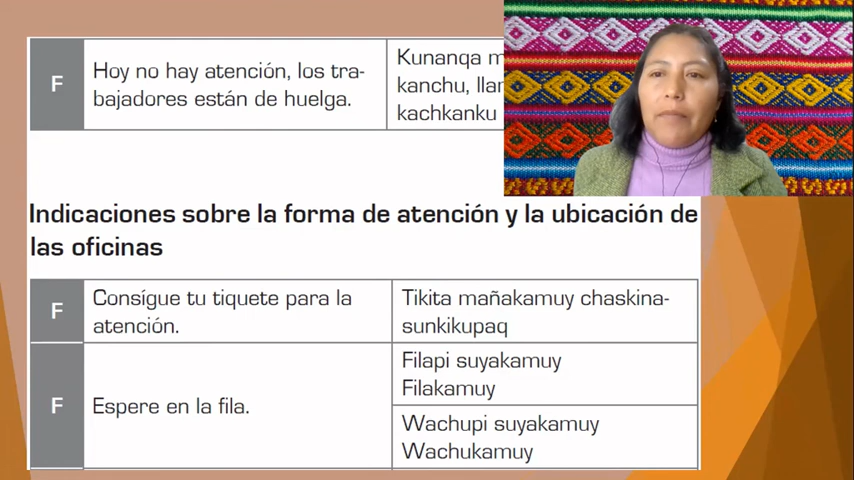 F
Hoy no hay atención, los tra-
bajadores están de huelga.
Kunanqa
kanchu,
kachkanku
Indicaciones sobre la forma de atención y la ubicación de
las oficinas
F
Consígue tu tiquete para la
atención.
Tikita mañakamuy chaskina-
sunkikupaq
F
Espere en la fila.
Filapi suyakamuy
Filakamuy
Wachupi suyakamuy
Wachukamuy